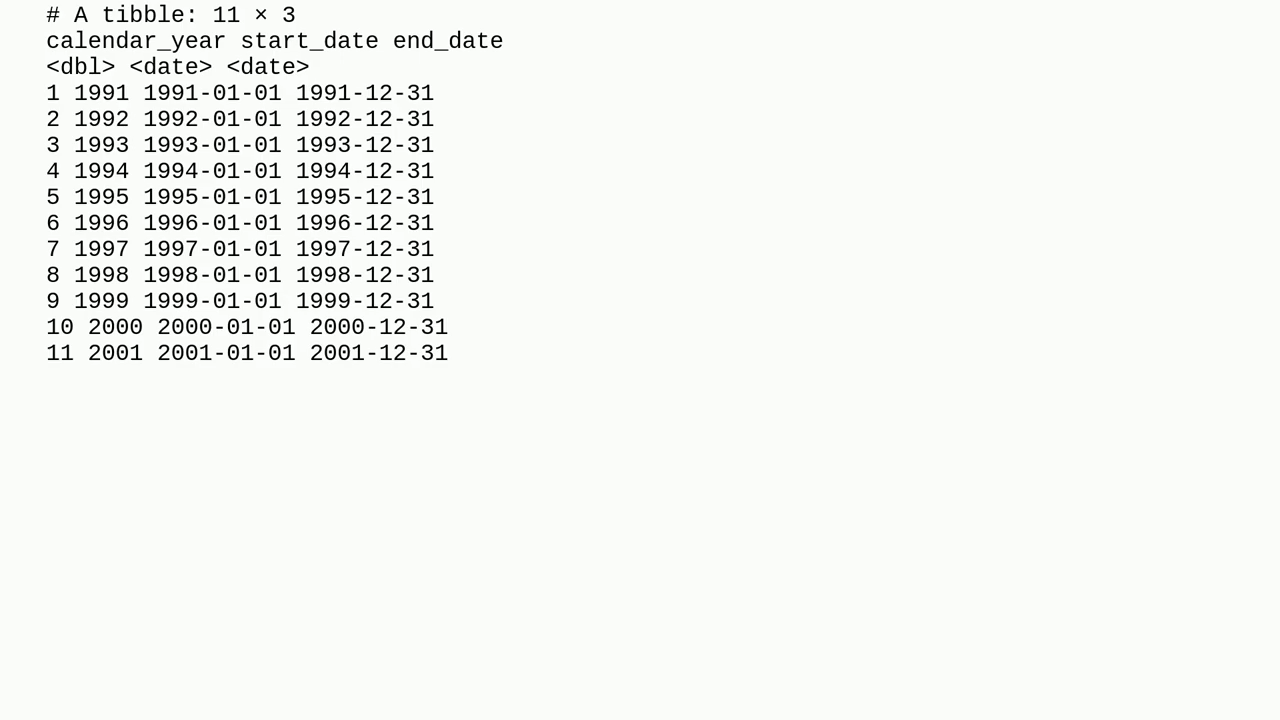 # A tibble: 11 × 3
calendar_year start_date end_date
<dbl> <date> <date>
1 1991 1991-01-01 1991-12-31
2 1992 1992-01-01 1992-12-31
3 1993 1993-01-01 1993-12-31
4 1994 1994-01-01 1994-12-31
5 1995 1995-01-01 1995-12-31
6 1996 1996-01-01 1996-12-31
7 1997 1997-01-01 1997-12-31
8 1998 1998-01-01 1998-12-31
9 1999 1999-01-01 1999-12-31
10 2000 2000-01-01 2000-12-31
11 2001 2001-01-01 2001-12-31